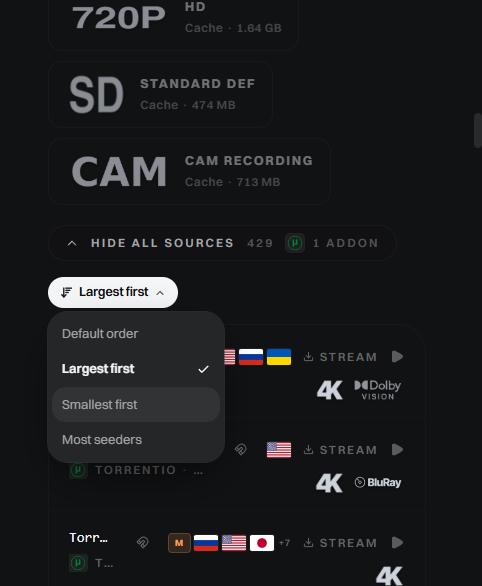 720P
HD
Cache · 1.64 GB
SD
STANDARD DEF
Cache · 474 MB
CAM
CAM RECORDING
Cache · 713 MB
HIDE ALL SOURCES 429 µ 1 ADDON
Largest first
Default order
Largest first
Smallest first
Most seeders
STREAM
4K Dolby VISION
STREAM
µ TORRENTIO · ...
4K BluRay
Torr… M +7 STREAM
µ T...
4K